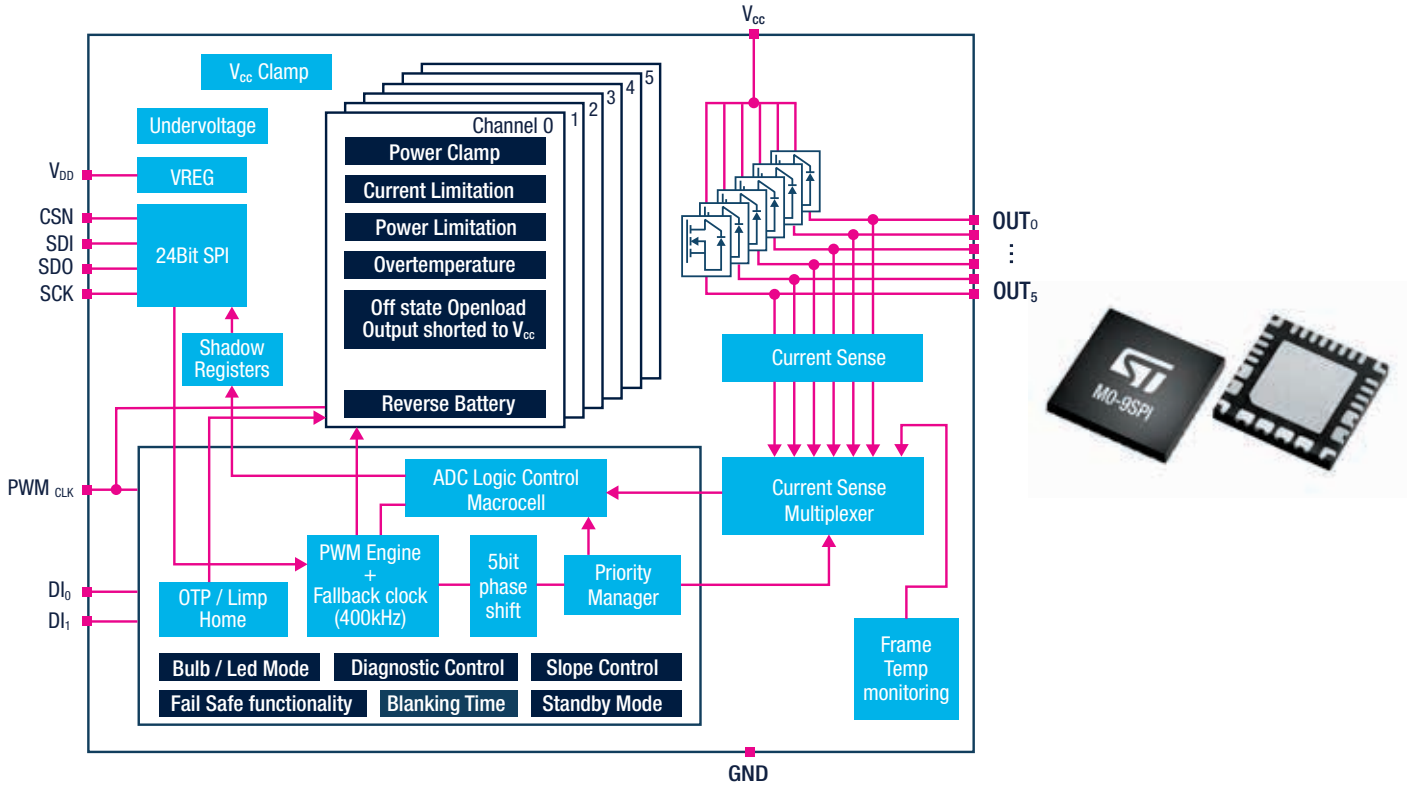 Vcc
Vcc Clamp
5
4
3
2
1
Channel 0
Undervoltage
Power Clamp
VDD
VREG
Current Limitation
CSN
SDI
SDO
SCK
24Bit SPI
Power Limitation
Overtemperature
Off state Openload
Output shorted to Vcc
Reverse Battery
OUT0
⋮
OUT5
Shadow
Registers
Current Sense
ST
M0-9SPI
PWM CLK
ADC Logic Control
Macrocell
Current Sense
Multiplexer
PWM Engine
+
Fallback clock
(400kHz)
5bit
phase
shift
Priority
Manager
DI0
DI1
OTP / Limp
Home
Frame
Temp
monitoring
Bulb / Led Mode
Diagnostic Control
Slope Control
Fail Safe functionality
Blanking Time
Standby Mode
GND